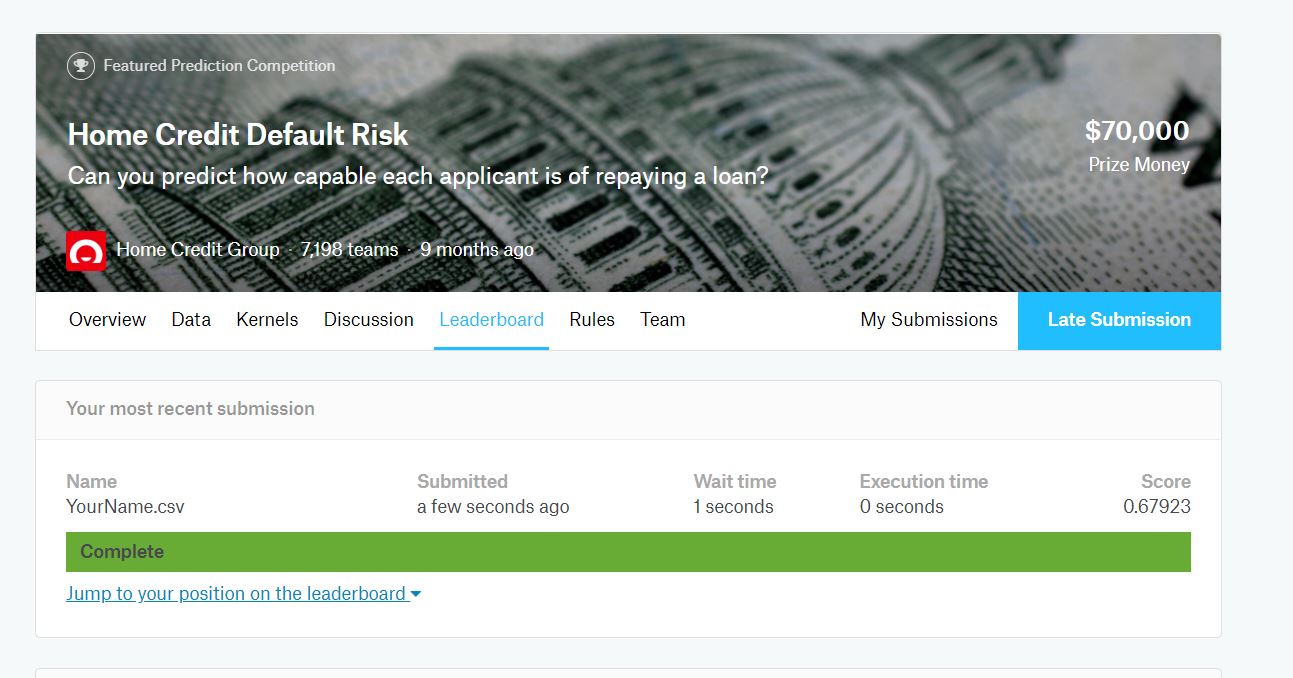 Featured Prediction Competition
Home Credit Default Risk
Can you predict how capable each applicant is of repaying a loan?
$70,000
Prize Money
Home Credit Group · 7,198 teams · 9 months ago
Overview Data Kernels Discussion Leaderboard Rules Team My Submissions Late Submission
Your most recent submission
Name Submitted Wait time Execution time Score
YourName.csv a few seconds ago 1 seconds 0 seconds 0.67923
Complete
Jump to your position on the leaderboard